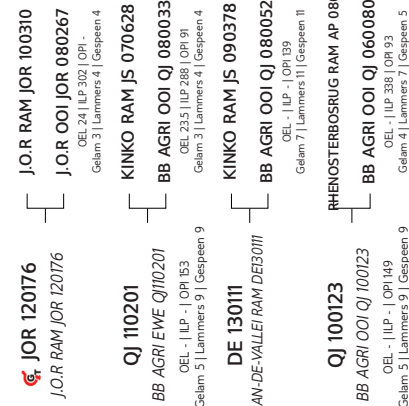 J.O.R RAM JOR 100310
J.O.R OOI JOR 080267
OEL 24 | ILP 302 | OPI -
Gelam 3 | Lammers 4 | Gespeen 4
GT JOR 120176
J.O.R RAM JOR 120176
KINKO RAM JS 070628
BB AGRI OOI QJ 080033
OEL 23.5 | ILP 288 | OPI 91
Gelam 3 | Lammers 4 | Gespeen 4
QJ 110201
BB AGRI EWE QJ110201
OEL - | ILP - | OPI 153
Gelam 5 | Lammers 9 | Gespeen 9
KINKO RAM JS 090378
BB AGRI OOI QJ 080052
OEL - | ILP - | OPI 139
Gelam 7 | Lammers 11 | Gespeen 11
DE 130111
AN-DE-VALLEI RAM DE130111
RHENOSTERBOSRUG RAM AP 08
BB AGRI OOI QJ 060080
OEL - | ILP 338 | OPI 93
Gelam 4 | Lammers 7 | Gespeen 5
QJ 100123
BB AGRI OOI QJ 100123
OEL - | ILP - | OPI 149
Gelam 5 | Lammers 9 | Gespeen 9